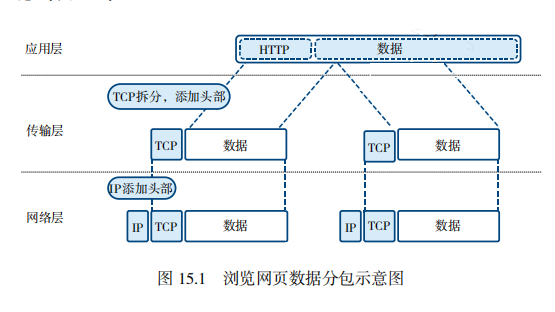 应用层 HTTP 数据
TCP拆分，添加头部
传输层 TCP 数据 TCP 数据
IP添加头部
网络层 IP TCP 数据 IP TCP 数据
图 15.1 浏览网页数据分包示意图